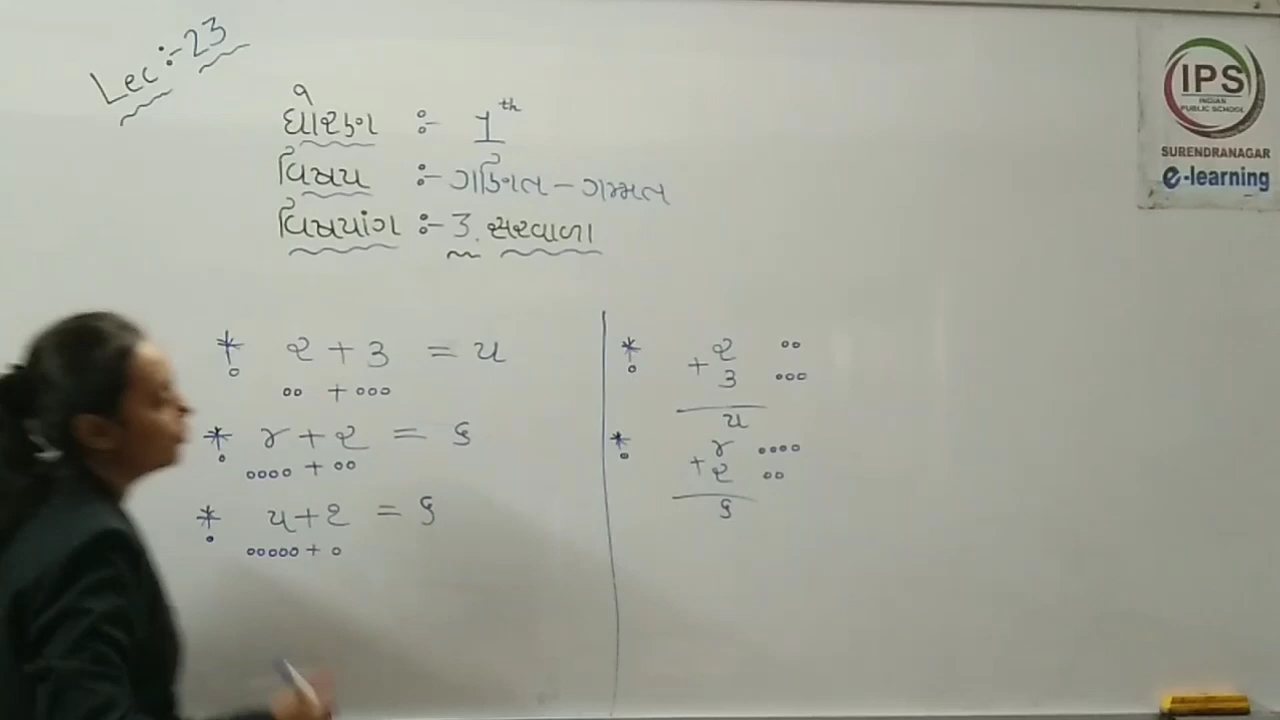 Lec :- 23
ધોરણ :- 1th
વિષય :- ગણિત - ગમ્મત
વિષયાંગ :- 3. સરવાળા
* ૨ + ૩ = ૫
+
* ૪ + ૨ = ૬
+
* ૫ + ૨ = ૬
+
* ૨
+ ૩
૫
* ૪
+ ૨
૬
IPS
INDIAN
PUBLIC SCHOOL
SURENDRANAGAR
e-learning